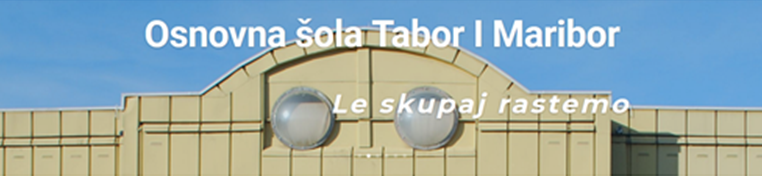 Osnovna šola Tabor I Maribor
Le skupaj rastemo